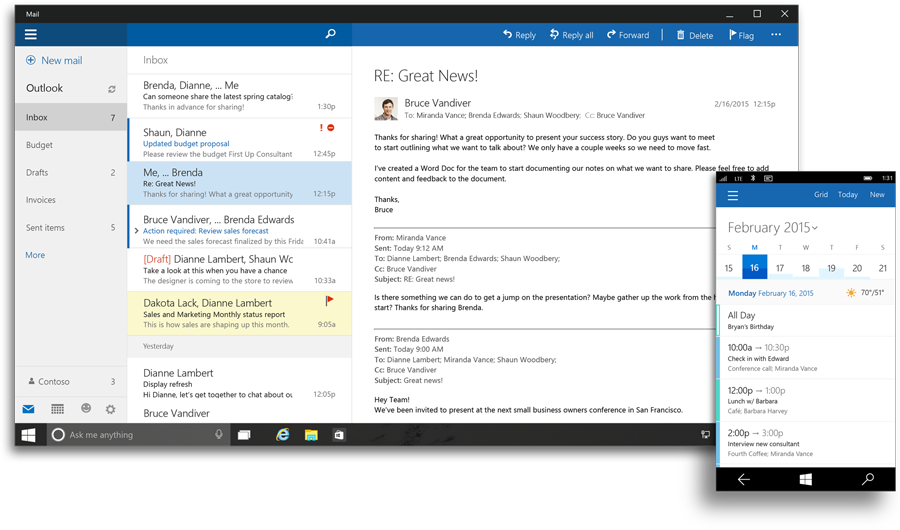 Mail
Reply
Reply all
Forward
Delete
Flag
New mail
Outlook
Inbox 7
Budget
Drafts 2
Invoices
Sent items 5
More
Contoso 3
Inbox
Brenda, Dianne, ... Me
Can someone share the latest spring catalog?
Thanks in advance for sharing! 1:30p
Shaun, Dianne
Updated budget proposal
Please review the budget First Up Consultant 12:45p
Me, ... Brenda
Re: Great News!
Thanks for sharing! What a great opportunity 12:15p
Bruce Vandiver, ... Brenda Edwards
Action required: Review sales forecast
We need the sales forecast finalized by this Frida 10:41a
[Draft] Dianne Lambert, Shaun Wc
Take a look at this when you have a chance
The designer is coming to the store to review 10:33a
Dakota Lack, Dianne Lambert
Sales and Marketing Monthly status report
This is how sales are shaping up this month. 9:05a
Yesterday
Dianne Lambert
Display refresh
Hi Dianne, let's get together to chat about ou 12:05p
Bruce Vandiver
RE: Great News!
Bruce Vandiver 2/16/2015 12:15p
To: Miranda Vance; Brenda Edwards; Shaun Woodbery; Cc: Bruce Vandiver
Thanks for sharing! What a great opportunity to present your success story. Do you guys want to meet
to start outlining what we want to talk about? We only have a couple weeks so we need to move fast.
I've created a Word Doc for the team to start documenting our notes on what we want to share. Please feel free to add
content and feedback to the document.
Thanks,
Bruce
From: Miranda Vance
Sent: Today 9:12 AM
To: Dianne Lambert; Brenda Edwards; Shaun Woodbery;
Cc: Bruce Vandiver
Subject: RE: Great news!
Is there something we can do to get a jump on the presentation? Maybe gather up the work from the
start? Thanks for sharing Brenda.
From: Brenda Edwards
Sent: Today 9:00 AM
To: Dianne Lambert; Miranda Vance; Shaun Woodbery;
Cc: Bruce Vandiver
Subject: Great news!
Hey Team!
We've been invited to present at the next small business owners conference in San Francisco.
Ask me anything
LTE 1:31
Grid Today New
February 2015
S M T W T F S
15 16 17 18 19 20 21
Monday February 16, 2015 70°/51°
All Day
Bryan's Birthday
10:00a → 10:30p
Check in with Edward
Conference call; Miranda Vance
12:00p → 1:00p
Lunch w/ Barbara
Café; Barbara Harvey
2:00p → 3:00p
Interview new consultant
Fourth Coffee; Miranda Vance